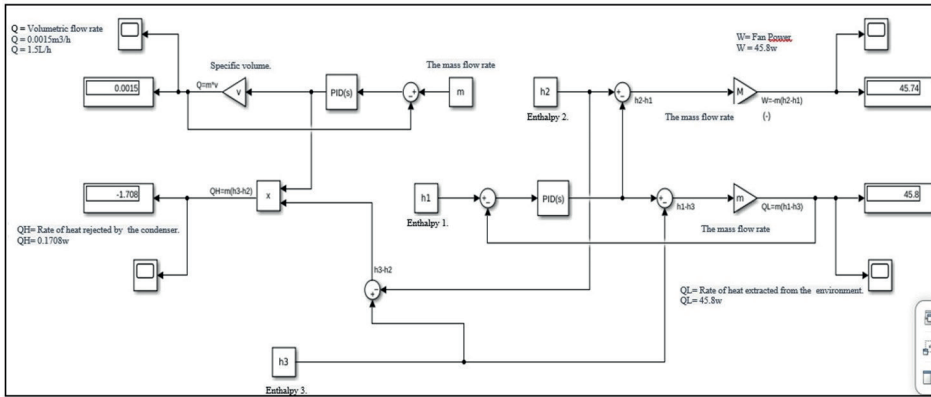 Q = Volumetric flow rate
Q = 0.0015m3/h
Q = 1.5L/h
0.0015
Specific volume.
Q=m*v
v
PID(s)
The mass flow rate
m
h2
Enthalpy 2.
h2-h1
The mass flow rate
M
W=-m(h2-h1)
(-)
W= Fan Power.
W = 45.8w
45.74
-1.708
QH=m(h3-h2)
x
QH= Rate of heat rejected by the condenser.
QH= 0.1708w
h1
Enthalpy 1.
PID(s)
h1-h3
m
QL=m(h1-h3)
The mass flow rate
45.8
QL= Rate of heat extracted from the environment.
QL= 45.8w
h3-h2
h3
Enthalpy 3.